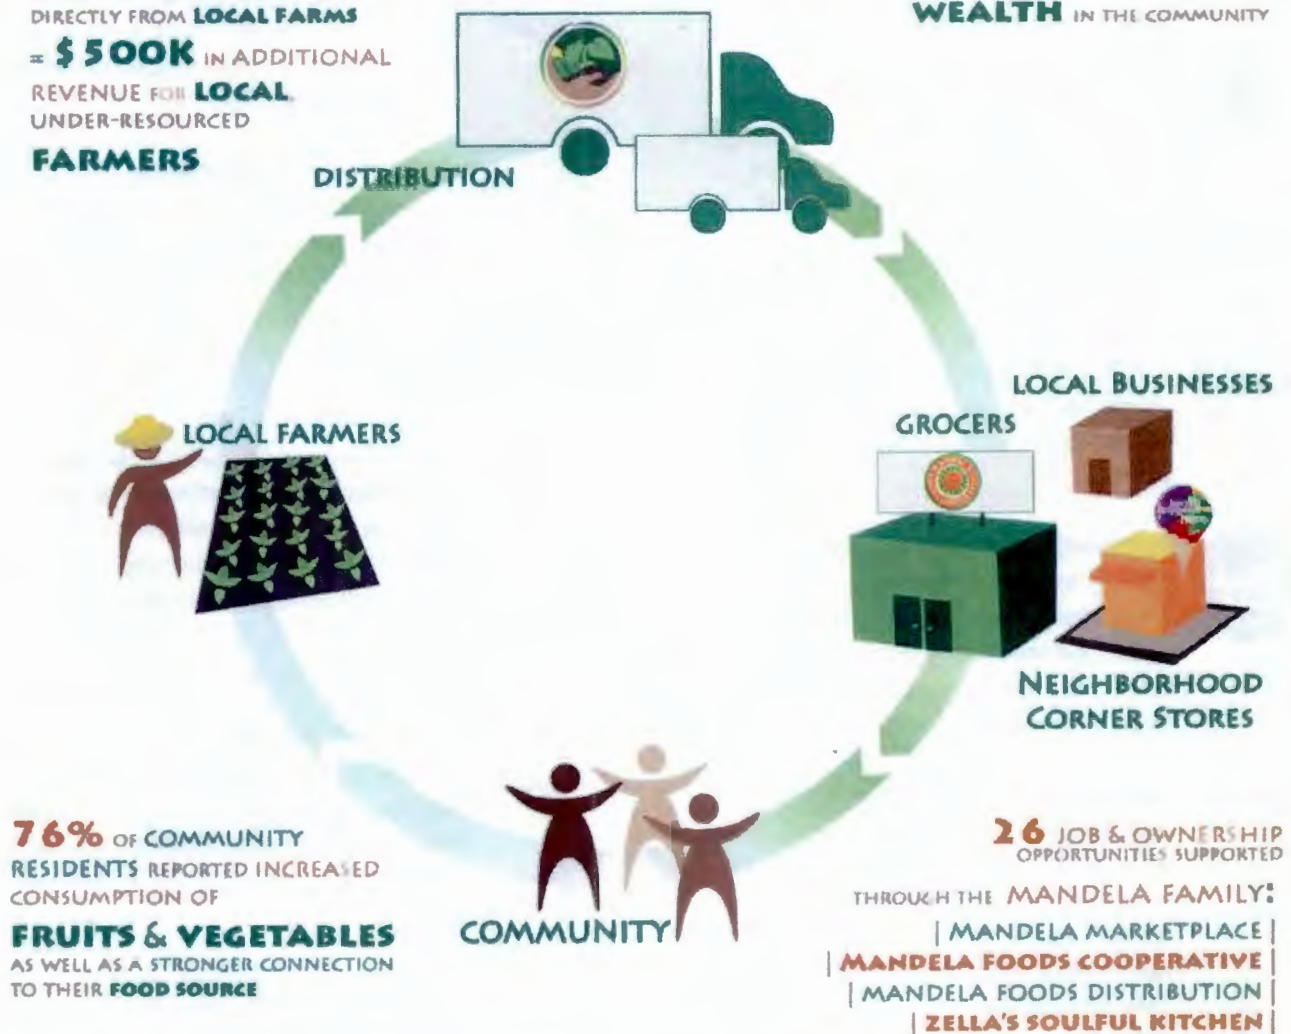 DIRECTLY FROM LOCAL FARMS
= $500K IN ADDITIONAL
REVENUE FOR LOCAL,
UNDER-RESOURCED
FARMERS
WEALTH IN THE COMMUNITY
DISTRIBUTION
LOCAL FARMERS
LOCAL BUSINESSES
GROCERS
NEIGHBORHOOD
CORNER STORES
COMMUNITY
76% OF COMMUNITY
RESIDENTS REPORTED INCREASED
CONSUMPTION OF
FRUITS & VEGETABLES
AS WELL AS A STRONGER CONNECTION
TO THEIR FOOD SOURCE
26 JOB & OWNERSHIP
OPPORTUNITIES SUPPORTED
THROUGH THE MANDELA FAMILY:
| MANDELA MARKETPLACE |
| MANDELA FOODS COOPERATIVE |
| MANDELA FOODS DISTRIBUTION |
| ZELLA'S SOULFUL KITCHEN |